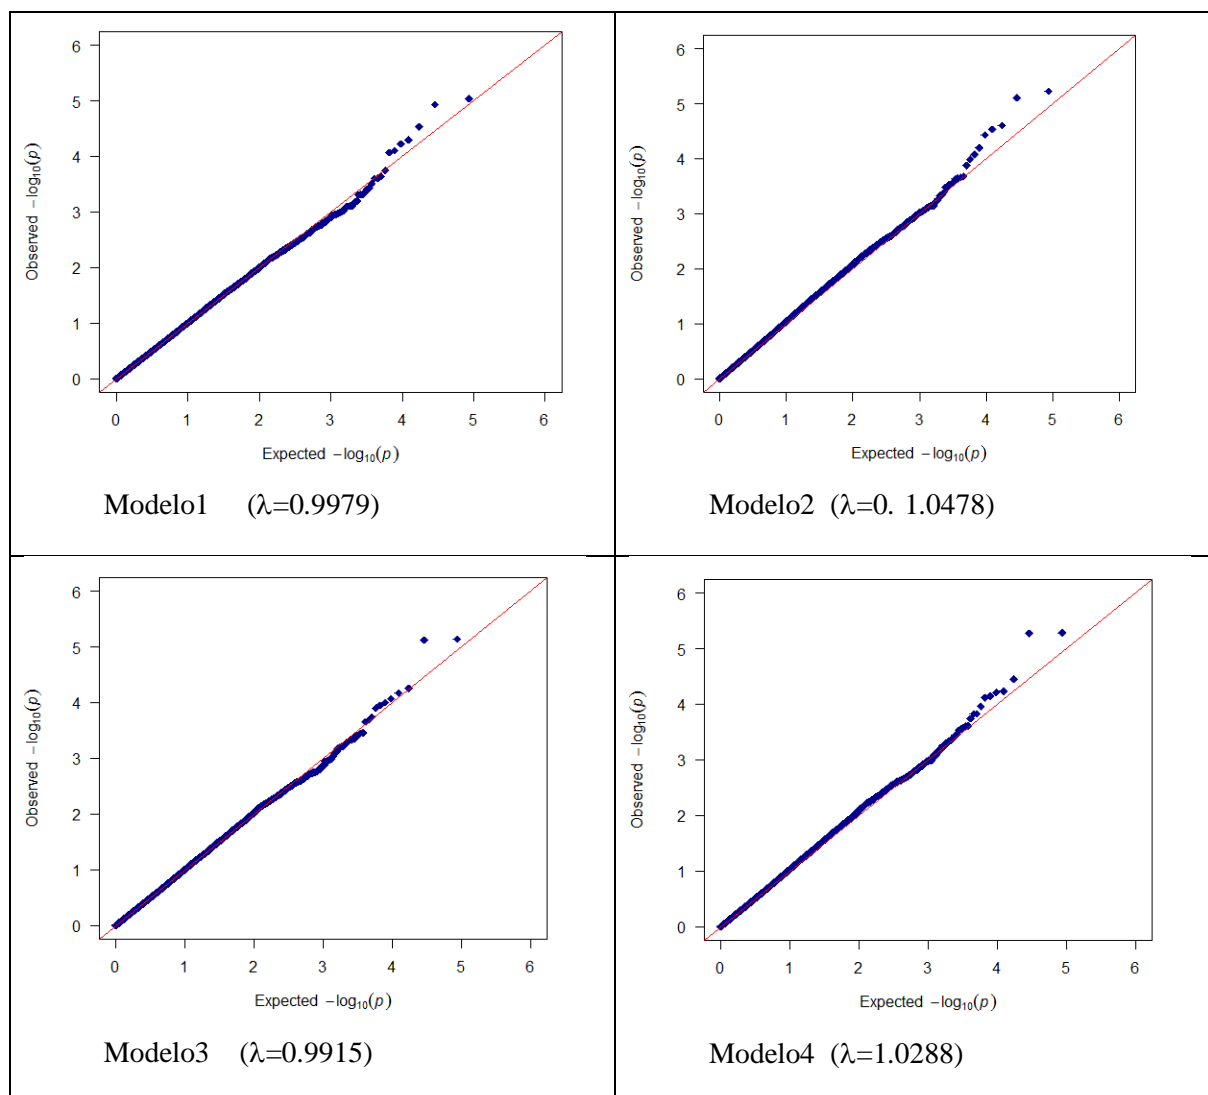 6
5
4
3
2
1
0
Observed −log10(p)
0 1 2 3 4 5 6
Expected −log10(p)
Modelo1 (λ=0.9979)
6
5
4
3
2
1
0
Observed −log10(p)
0 1 2 3 4 5 6
Expected −log10(p)
Modelo2 (λ=0. 1.0478)
6
5
4
3
2
1
0
Observed −log10(p)
0 1 2 3 4 5 6
Expected −log10(p)
Modelo3 (λ=0.9915)
6
5
4
3
2
1
0
Observed −log10(p)
0 1 2 3 4 5 6
Expected −log10(p)
Modelo4 (λ=1.0288)